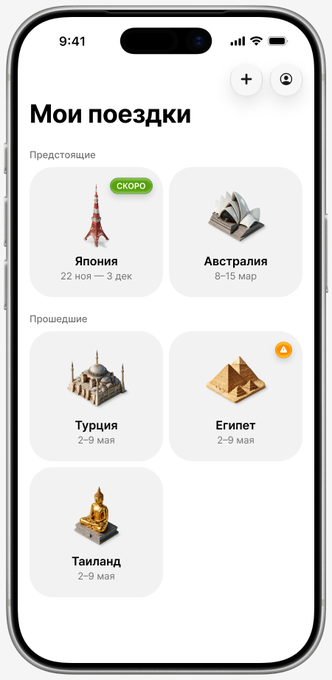 9:41
Мои поездки
Предстоящие
СКОРО
Япония
22 ноя — 3 дек
Австралия
8–15 мар
Прошедшие
Турция
2–9 мая
Египет
2–9 мая
Таиланд
2–9 мая